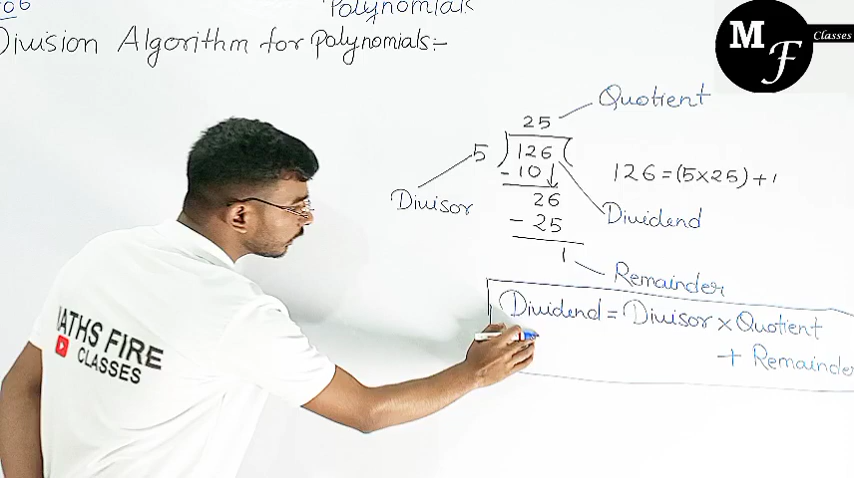 Polynomials
Division Algorithm for polynomials:-
M F Classes
Quotient
25
5 ) 126 (
- 10
126 = (5×25) + 1
Divisor
26
Dividend
- 25
1
Remainder
Dividend = Divisor × Quotient
+ Remainder
MATHS FIRE
CLASSES